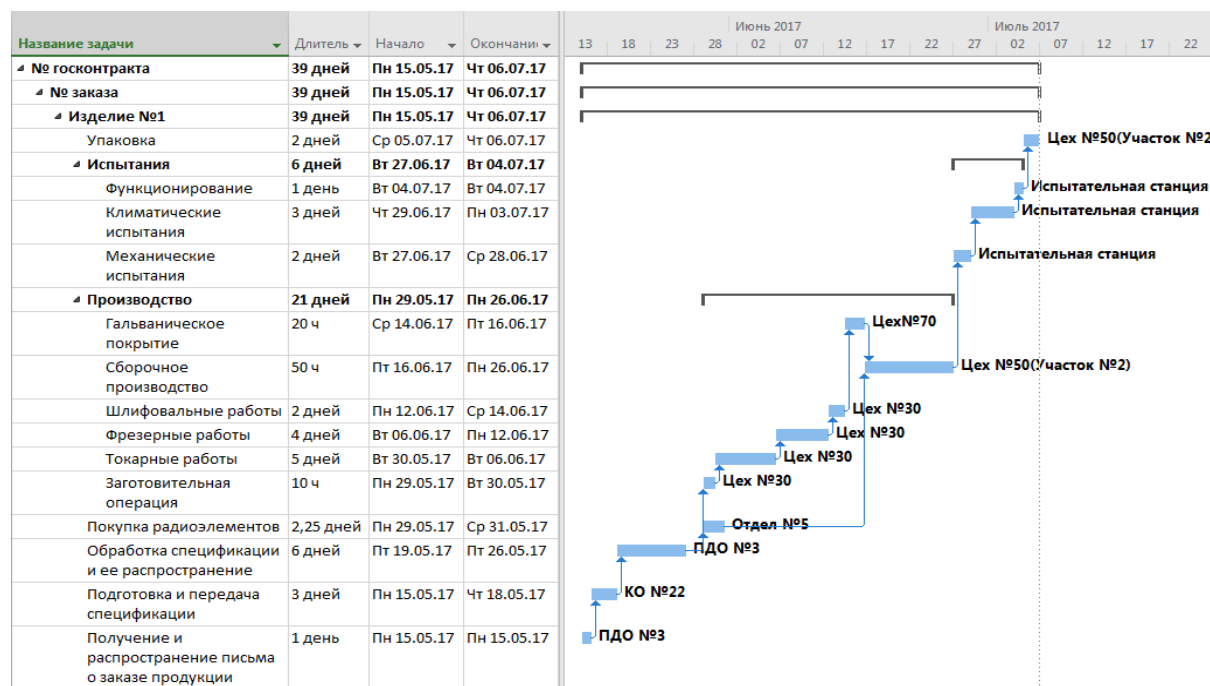 Июнь 2017 Июль 2017
Название задачи Длитель Начало Окончани 13 18 23 28 02 07 12 17 22 27 02 07 12 17 22
№ госконтракта 39 дней Пн 15.05.17 Чт 06.07.17
№ заказа 39 дней Пн 15.05.17 Чт 06.07.17
Изделие №1 39 дней Пн 15.05.17 Чт 06.07.17
Упаковка 2 дней Ср 05.07.17 Чт 06.07.17 Цех №50(Участок №2
Испытания 6 дней Вт 27.06.17 Вт 04.07.17
Функционирование 1 день Вт 04.07.17 Вт 04.07.17 Испытательная станция
Климатические 3 дней Чт 29.06.17 Пн 03.07.17 Испытательная станция
испытания
Механические 2 дней Вт 27.06.17 Ср 28.06.17 Испытательная станция
испытания
Производство 21 дней Пн 29.05.17 Пн 26.06.17
Гальваническое 20 ч Ср 14.06.17 Пт 16.06.17 Цех№70
покрытие
Сборочное 50 ч Пт 16.06.17 Пн 26.06.17 Цех №50(Участок №2)
производство
Шлифовальные работы 2 дней Пн 12.06.17 Ср 14.06.17 Цех №30
Фрезерные работы 4 дней Вт 06.06.17 Пн 12.06.17 Цех №30
Токарные работы 5 дней Вт 30.05.17 Вт 06.06.17 Цех №30
Заготовительная 10 ч Пн 29.05.17 Вт 30.05.17 Цех №30
операция
Покупка радиоэлементов 2,25 дней Пн 29.05.17 Ср 31.05.17 Отдел №5
Обработка спецификации 6 дней Пт 19.05.17 Пт 26.05.17 ПДО №3
и ее распространение
Подготовка и передача 3 дней Пн 15.05.17 Чт 18.05.17 КО №22
спецификации
Получение и 1 день Пн 15.05.17 Пн 15.05.17 ПДО №3
распространение письма
о заказе продукции